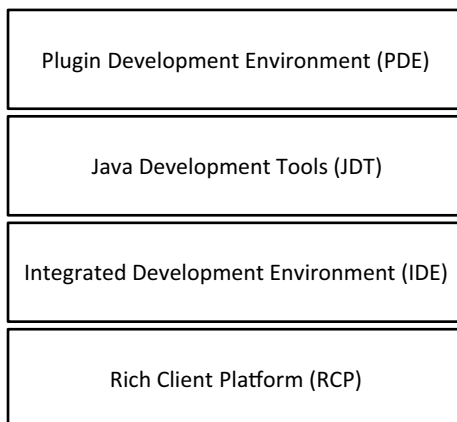 Plugin Development Environment (PDE)
Java Development Tools (JDT)
Integrated Development Environment (IDE)
Rich Client Platform (RCP)